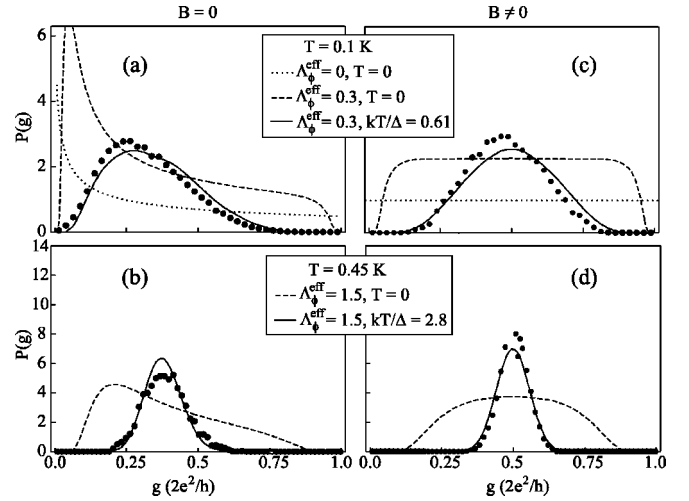 B = 0
B ≠ 0
6
4
2
0
P(g)
(a)
(c)
T = 0.1 K
Λ_ϕ^eff = 0, T = 0
Λ_ϕ^eff = 0.3, T = 0
Λ_ϕ^eff = 0.3, kT/Δ = 0.61
14
12
10
8
6
4
2
0
P(g)
(b)
(d)
T = 0.45 K
Λ_ϕ^eff = 1.5, T = 0
Λ_ϕ^eff = 1.5, kT/Δ = 2.8
0.0 0.25 0.5 0.75 1.0
0.0 0.25 0.5 0.75 1.0
g (2e²/h)
g (2e²/h)